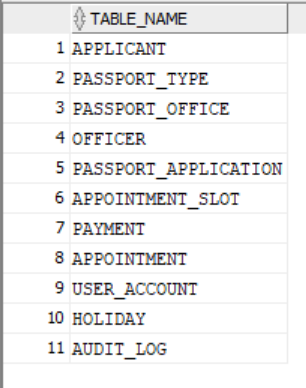 TABLE_NAME
1 APPLICANT
2 PASSPORT_TYPE
3 PASSPORT_OFFICE
4 OFFICER
5 PASSPORT_APPLICATION
6 APPOINTMENT_SLOT
7 PAYMENT
8 APPOINTMENT
9 USER_ACCOUNT
10 HOLIDAY
11 AUDIT_LOG